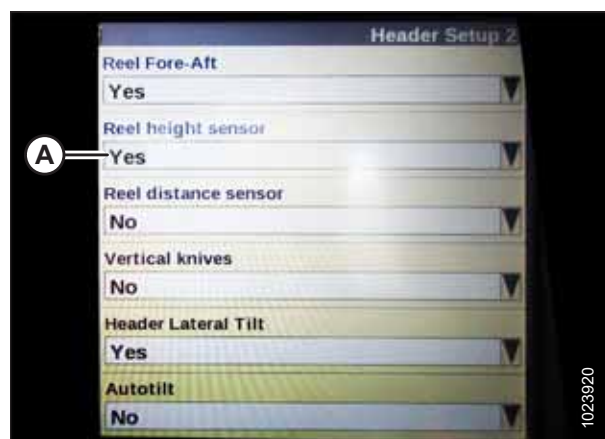 Header Setup 2
Reel Fore-Aft
Yes
Reel height sensor
A
Yes
Reel distance sensor
No
Vertical knives
No
Header Lateral Tilt
Yes
Autotilt
No
1023920